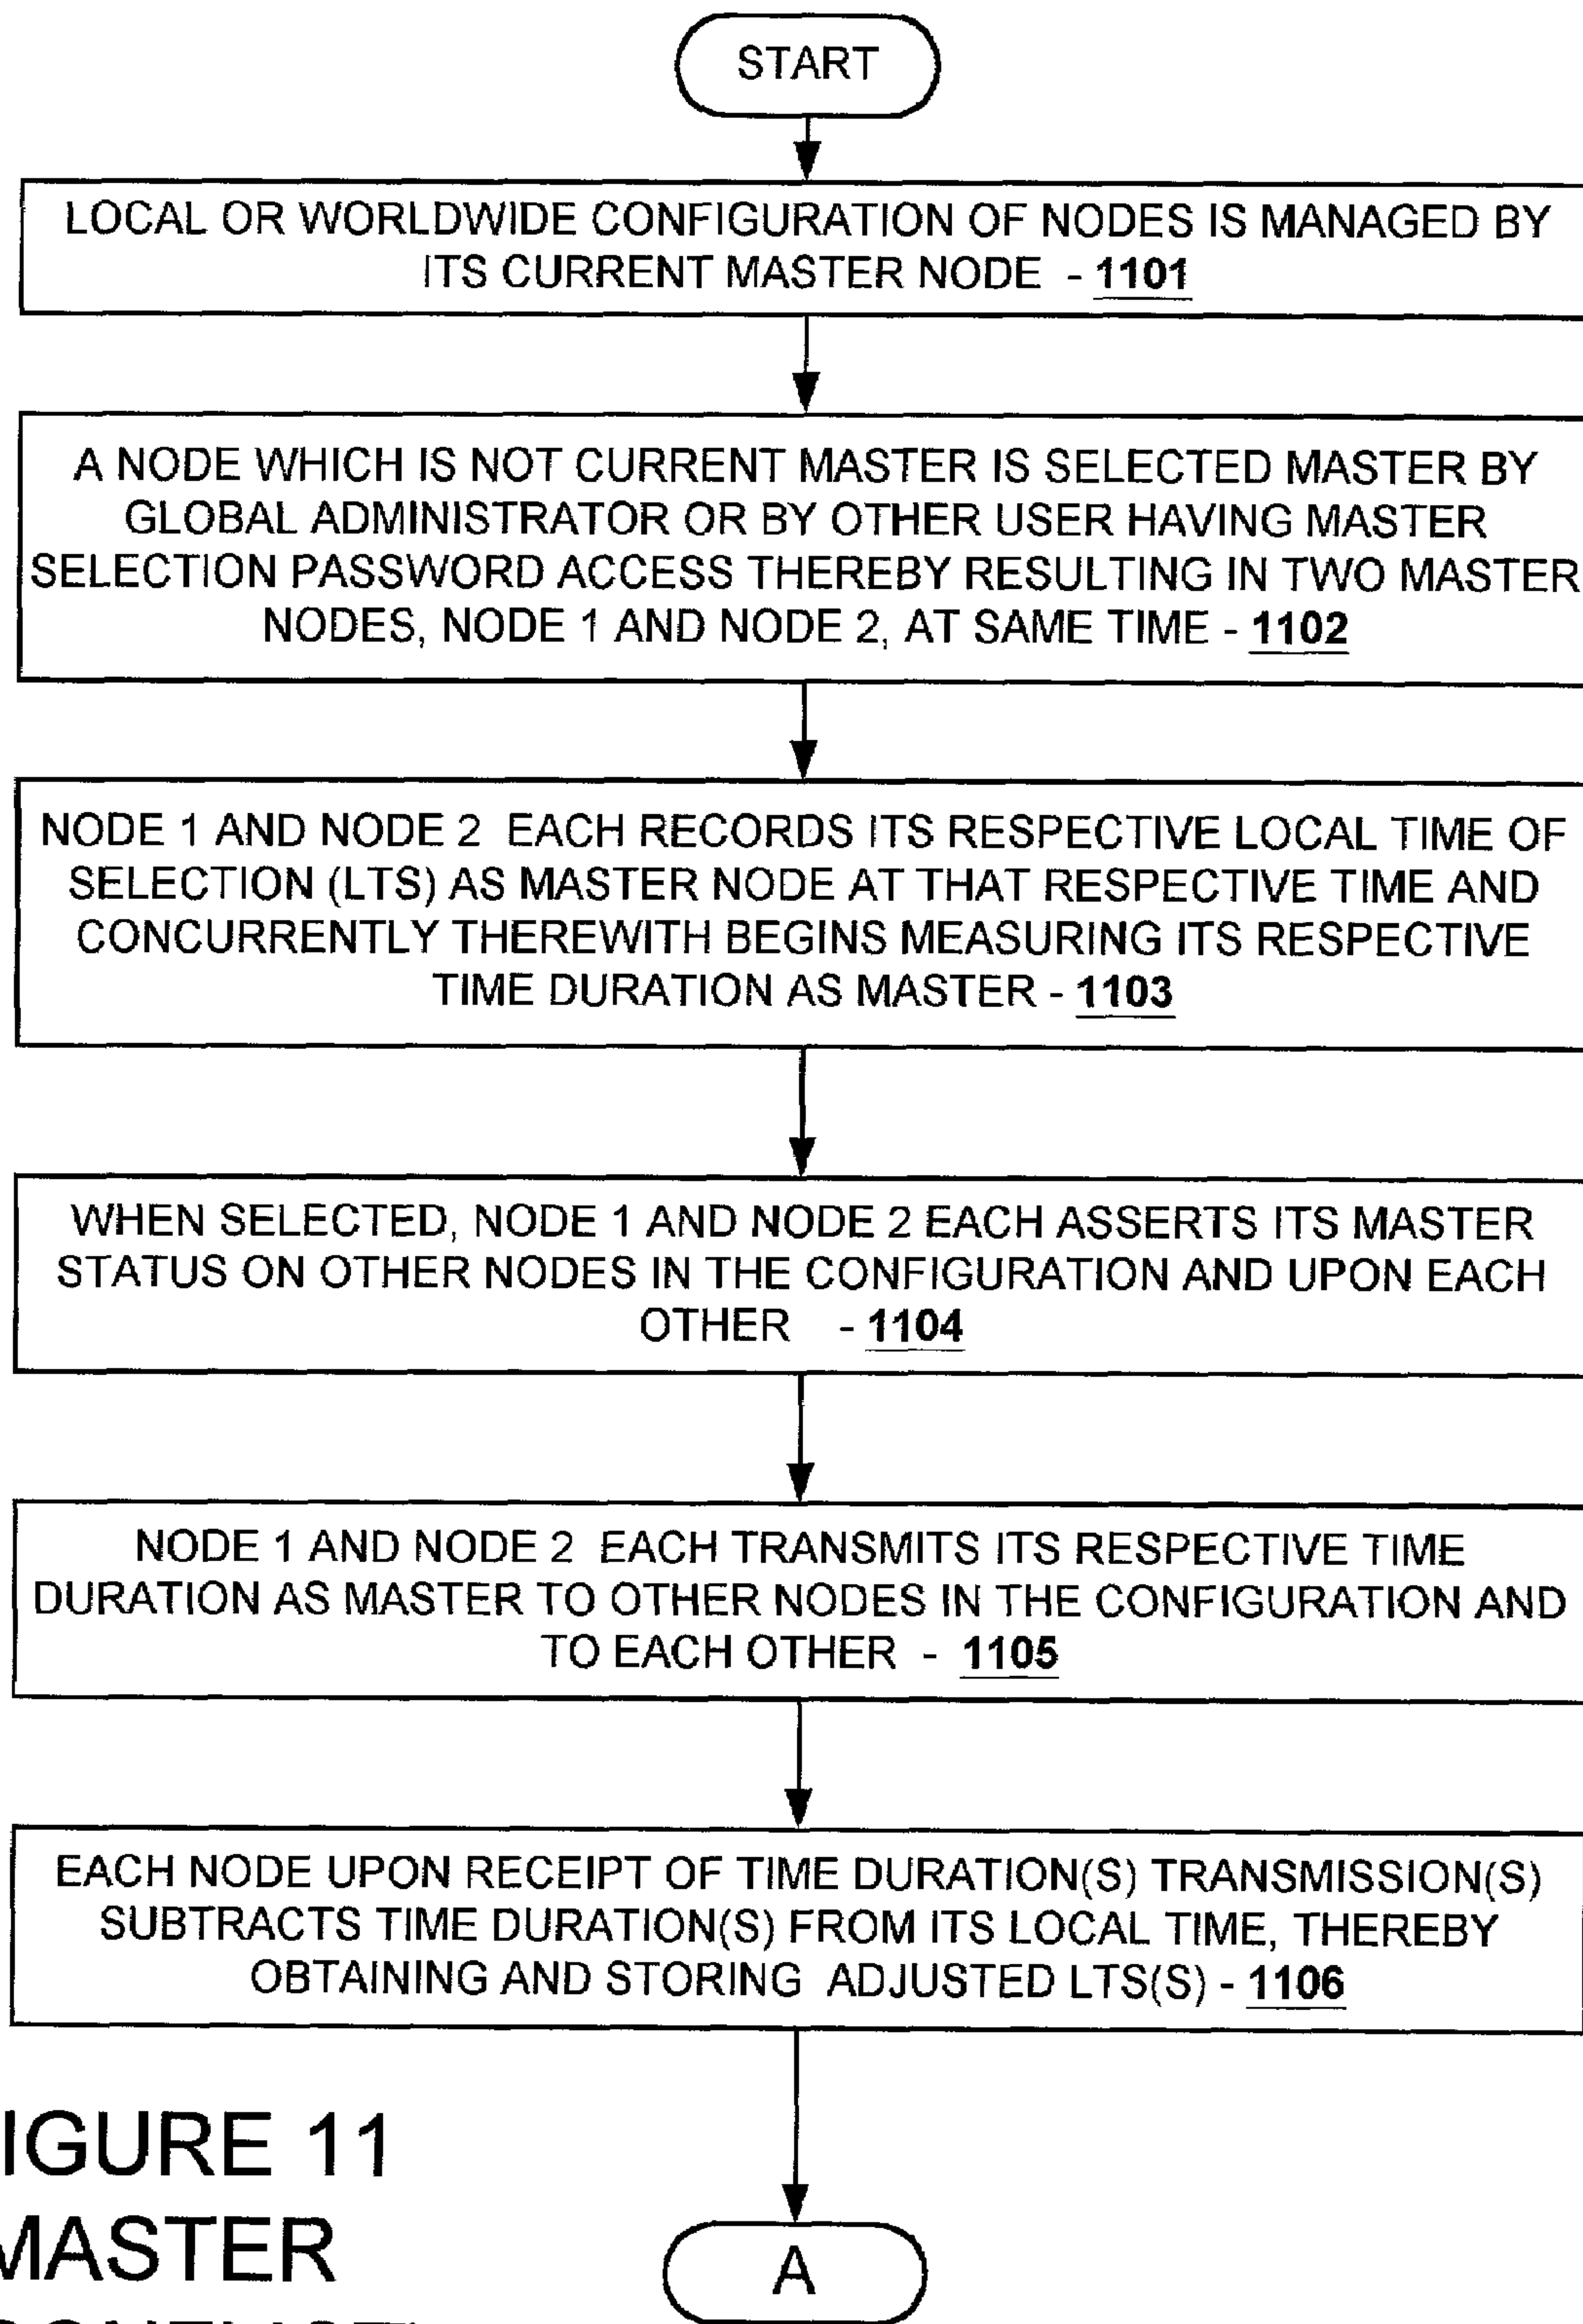 START
LOCAL OR WORLDWIDE CONFIGURATION OF NODES IS MANAGED BY
ITS CURRENT MASTER NODE - 1101
A NODE WHICH IS NOT CURRENT MASTER IS SELECTED MASTER BY
GLOBAL ADMINISTRATOR OR BY OTHER USER HAVING MASTER
SELECTION PASSWORD ACCESS THEREBY RESULTING IN TWO MASTER
NODES, NODE 1 AND NODE 2, AT SAME TIME - 1102
NODE 1 AND NODE 2 EACH RECORDS ITS RESPECTIVE LOCAL TIME OF
SELECTION (LTS) AS MASTER NODE AT THAT RESPECTIVE TIME AND
CONCURRENTLY THEREWITH BEGINS MEASURING ITS RESPECTIVE
TIME DURATION AS MASTER - 1103
WHEN SELECTED, NODE 1 AND NODE 2 EACH ASSERTS ITS MASTER
STATUS ON OTHER NODES IN THE CONFIGURATION AND UPON EACH
OTHER - 1104
NODE 1 AND NODE 2 EACH TRANSMITS ITS RESPECTIVE TIME
DURATION AS MASTER TO OTHER NODES IN THE CONFIGURATION AND
TO EACH OTHER - 1105
EACH NODE UPON RECEIPT OF TIME DURATION(S) TRANSMISSION(S)
SUBTRACTS TIME DURATION(S) FROM ITS LOCAL TIME, THEREBY
OBTAINING AND STORING ADJUSTED LTS(S) - 1106
IGURE 11
MASTER
A